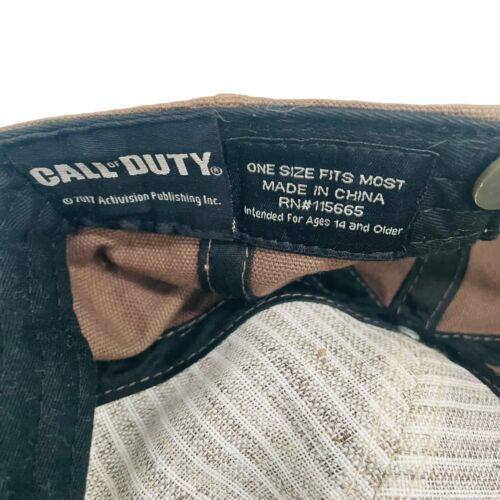 CALL OF DUTY®
© 2017 Activision Publishing Inc.
ONE SIZE FITS MOST
MADE IN CHINA
RN#115665
Intended For Ages 14 and Older